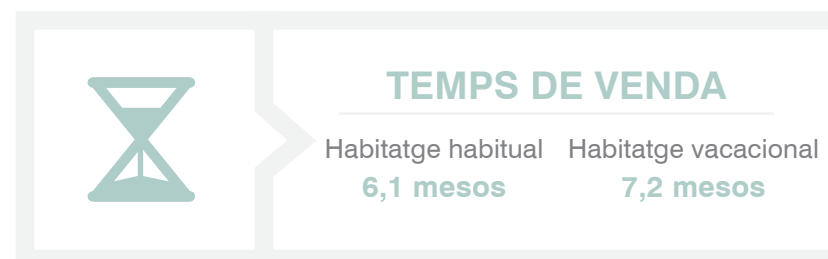 TEMPS DE VENDA
Habitatge habitual Habitatge vacacional
6,1 mesos 7,2 mesos